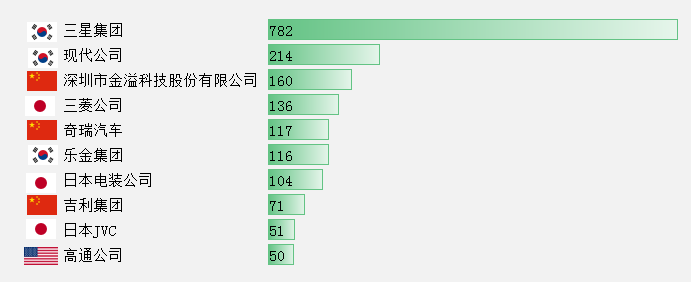 三星集团 782
现代公司 214
深圳市金溢科技股份有限公司 160
三菱公司 136
奇瑞汽车 117
乐金集团 116
日本电装公司 104
吉利集团 71
日本JVC 51
高通公司 50